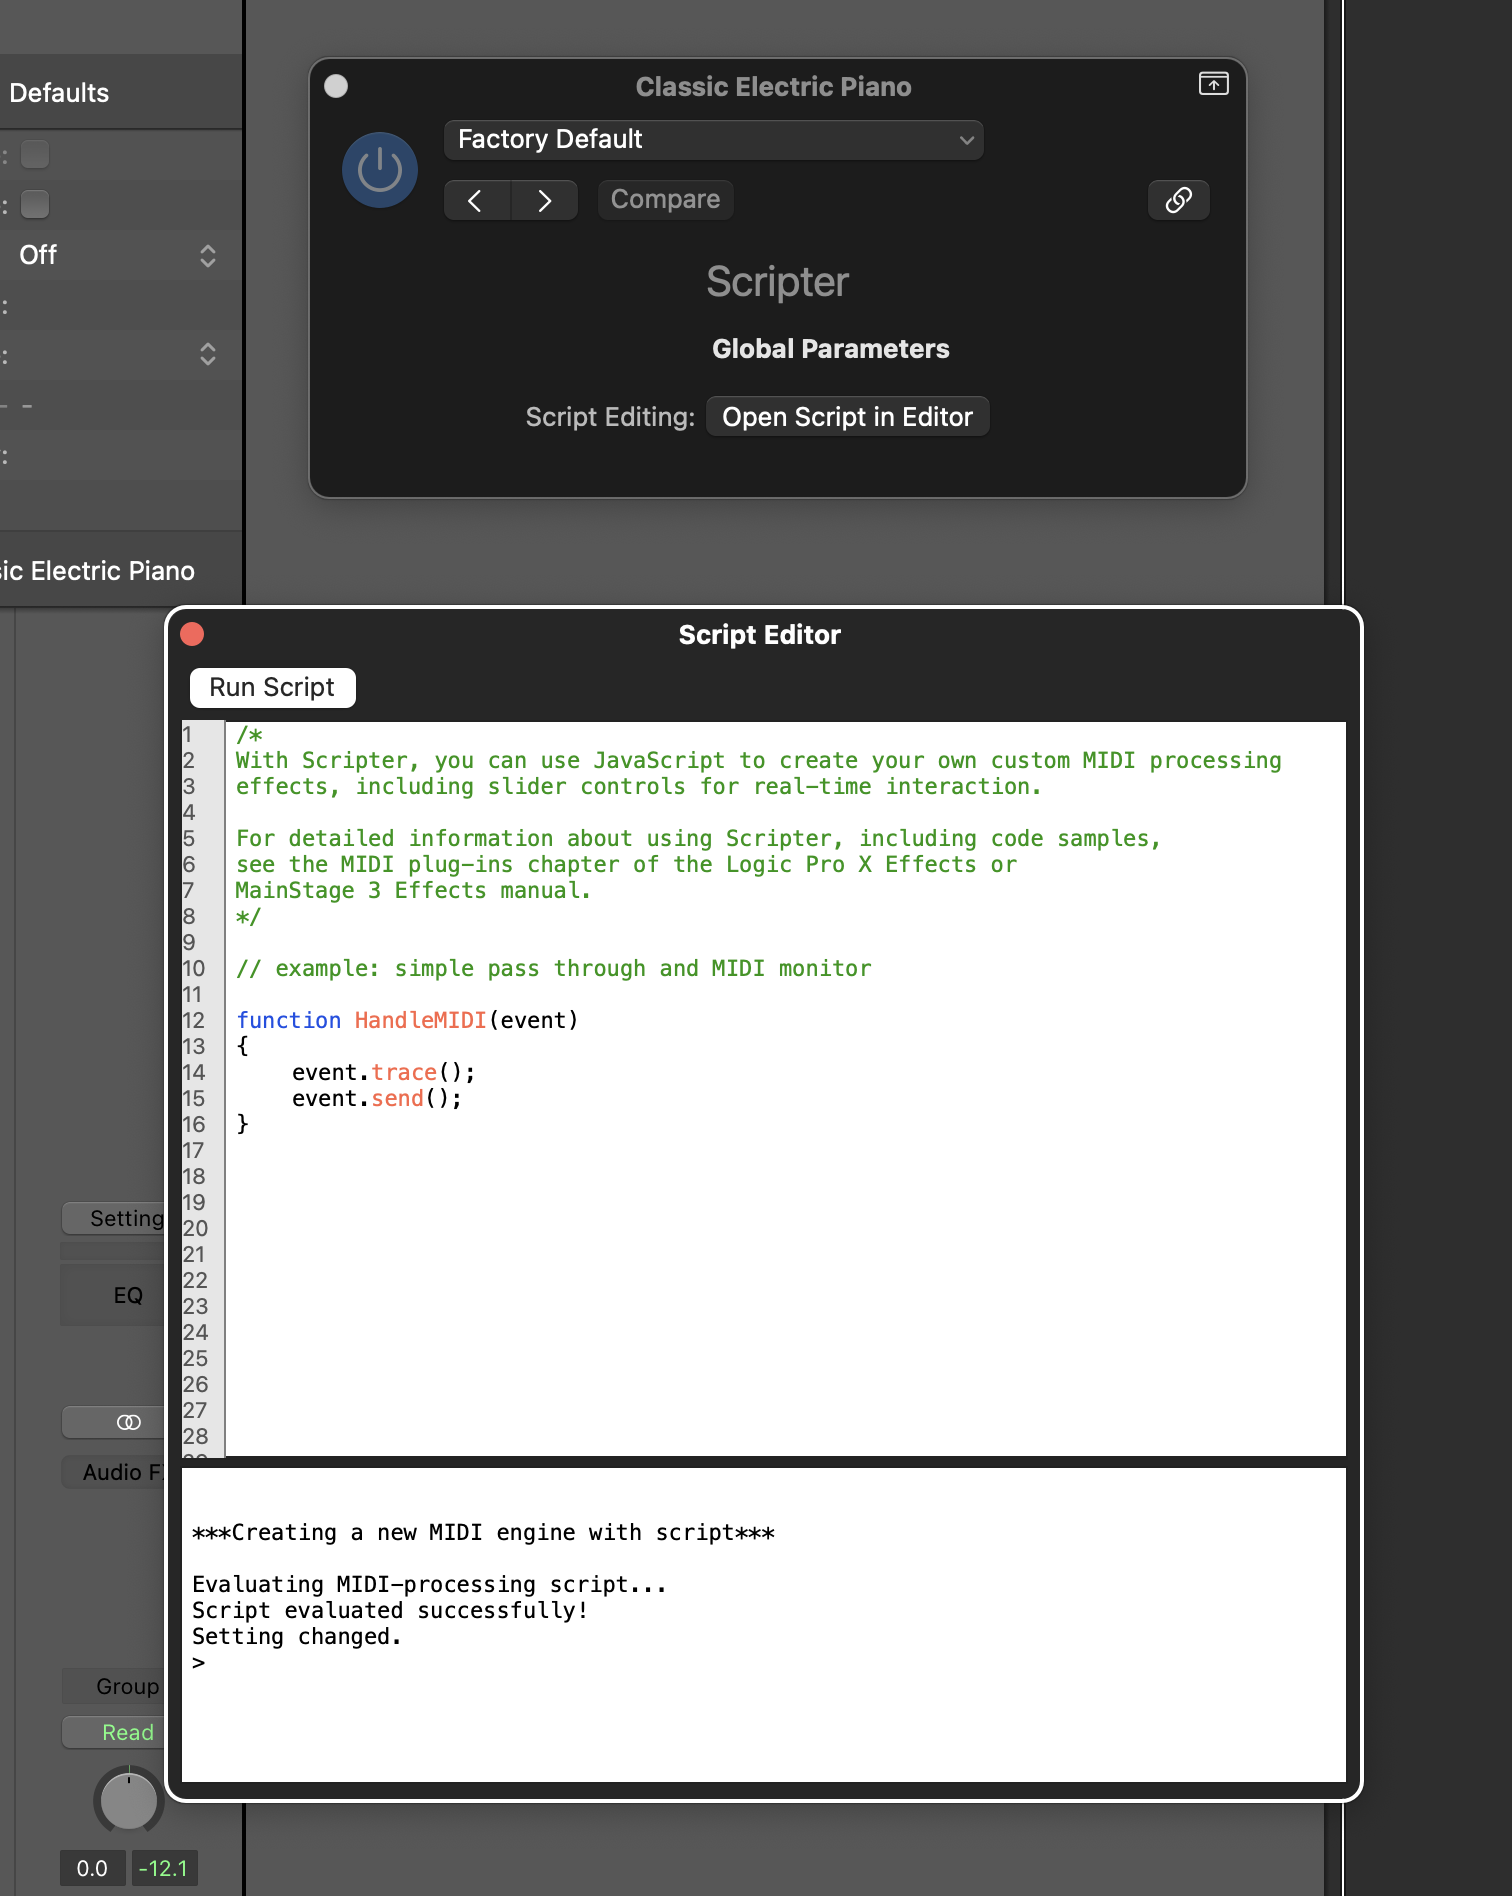 Defaults
:
:
Off
:
:
- -
:
sic Electric Piano
Classic Electric Piano
Factory Default
Compare
Scripter
Global Parameters
Script Editing: Open Script in Editor
Script Editor
Run Script
1 /*
2 With Scripter, you can use JavaScript to create your own custom MIDI processing
3 effects, including slider controls for real-time interaction.
4
5 For detailed information about using Scripter, including code samples,
6 see the MIDI plug-ins chapter of the Logic Pro X Effects or
7 MainStage 3 Effects manual.
8 */
9
10 // example: simple pass through and MIDI monitor
11
12 function HandleMIDI(event)
13 {
14     event.trace();
15     event.send();
16 }
17
18
19
20
21
22
23
24
25
26
27
28
***Creating a new MIDI engine with script***
Evaluating MIDI-processing script...
Script evaluated successfully!
Setting changed.
>
Setting
EQ
Audio F
Group
Read
0.0 -12.1